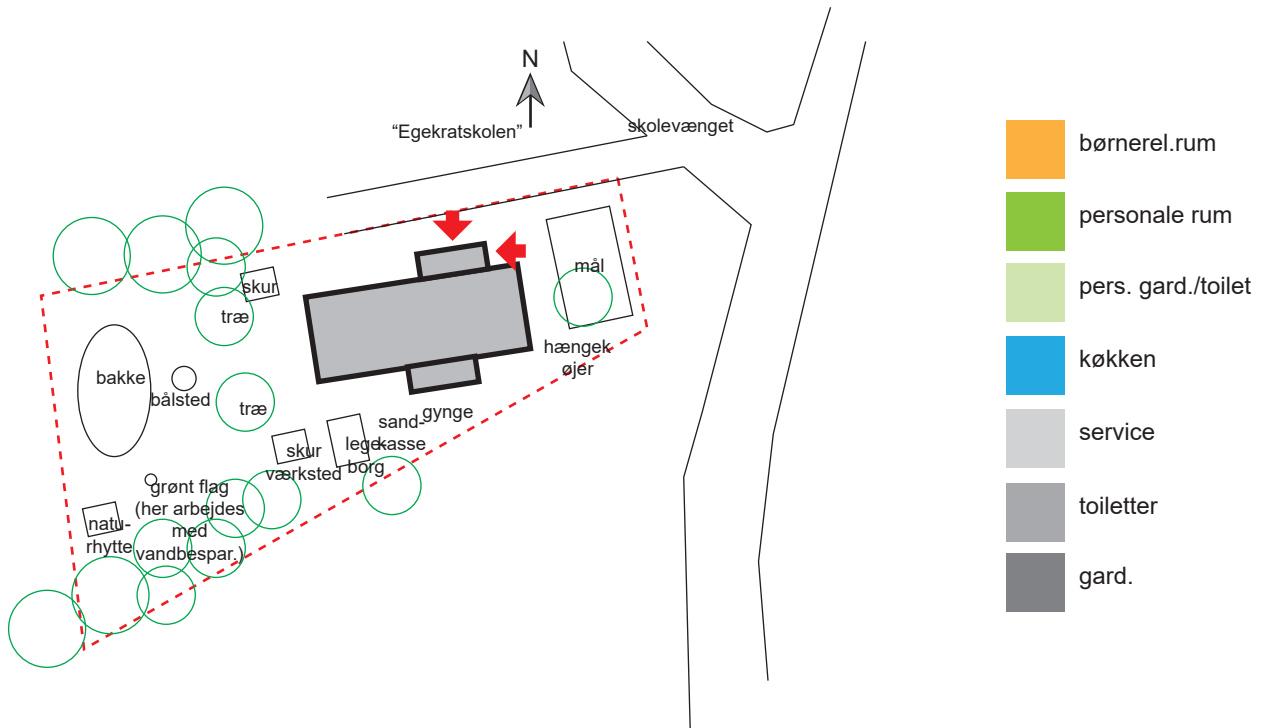 N
“Egekratskolen”
skolevænget
skur
træ
mål
hængek
øjer
bakke
bålsted
træ
gynge
sand-
kasse
lege-
borg
skur
værksted
grønt flag
(her arbejdes
med
vandbespar.)
natu-
rhytte
børnerel.rum
personale rum
pers. gard./toilet
køkken
service
toiletter
gard.